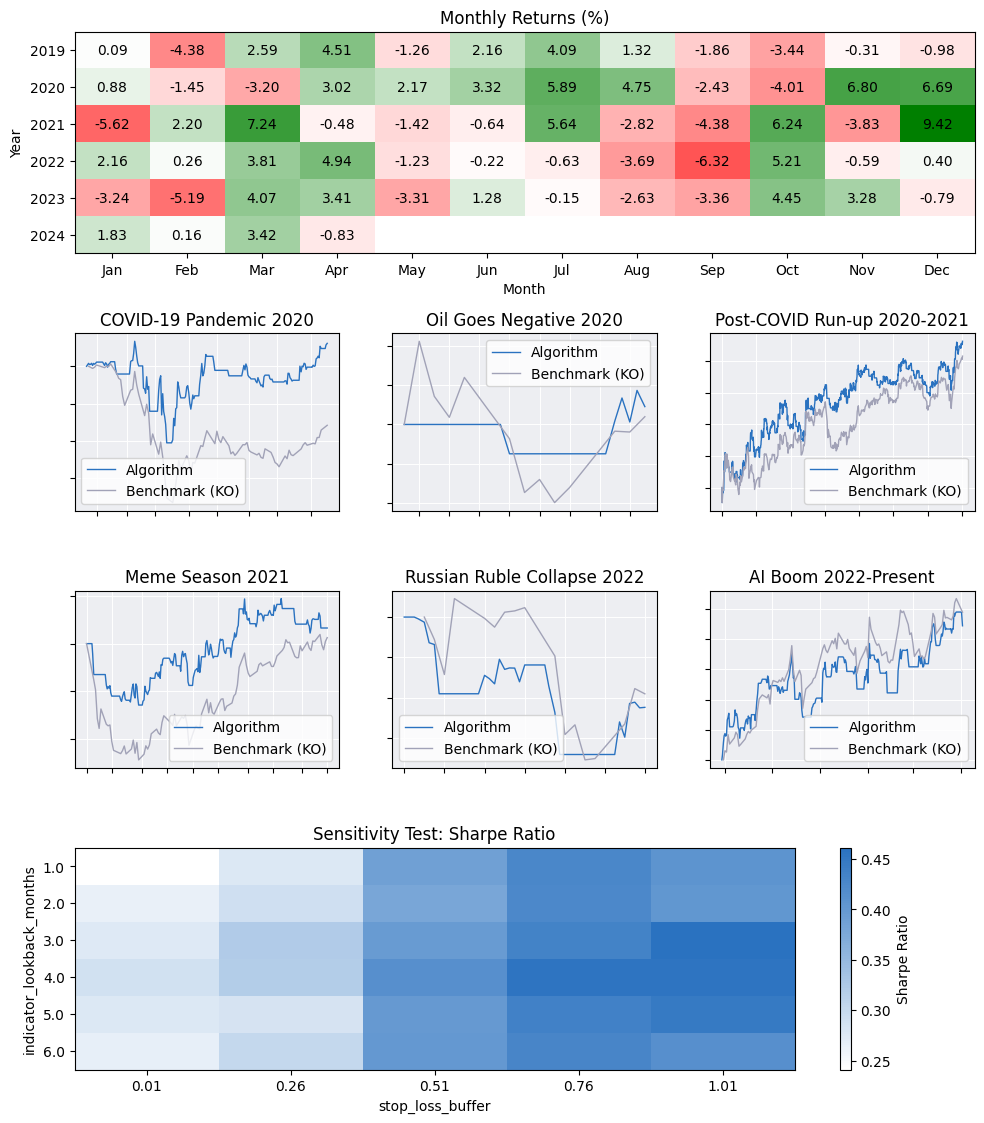 Monthly Returns (%)
Year
2019 0.09 -4.38 2.59 4.51 -1.26 2.16 4.09 1.32 -1.86 -3.44 -0.31 -0.98
2020 0.88 -1.45 -3.20 3.02 2.17 3.32 5.89 4.75 -2.43 -4.01 6.80 6.69
2021 -5.62 2.20 7.24 -0.48 -1.42 -0.64 5.64 -2.82 -4.38 6.24 -3.83 9.42
2022 2.16 0.26 3.81 4.94 -1.23 -0.22 -0.63 -3.69 -6.32 5.21 -0.59 0.40
2023 -3.24 -5.19 4.07 3.41 -3.31 1.28 -0.15 -2.63 -3.36 4.45 3.28 -0.79
2024 1.83 0.16 3.42 -0.83
Jan Feb Mar Apr May Jun Jul Aug Sep Oct Nov Dec
Month
COVID-19 Pandemic 2020
Algorithm
Benchmark (KO)
Oil Goes Negative 2020
Algorithm
Benchmark (KO)
Post-COVID Run-up 2020-2021
Algorithm
Benchmark (KO)
Meme Season 2021
Algorithm
Benchmark (KO)
Russian Ruble Collapse 2022
Algorithm
Benchmark (KO)
AI Boom 2022-Present
Algorithm
Benchmark (KO)
Sensitivity Test: Sharpe Ratio
indicator_lookback_months
1.0
2.0
3.0
4.0
5.0
6.0
0.01 0.26 0.51 0.76 1.01
stop_loss_buffer
0.45
0.40
0.35
0.30
0.25
Sharpe Ratio